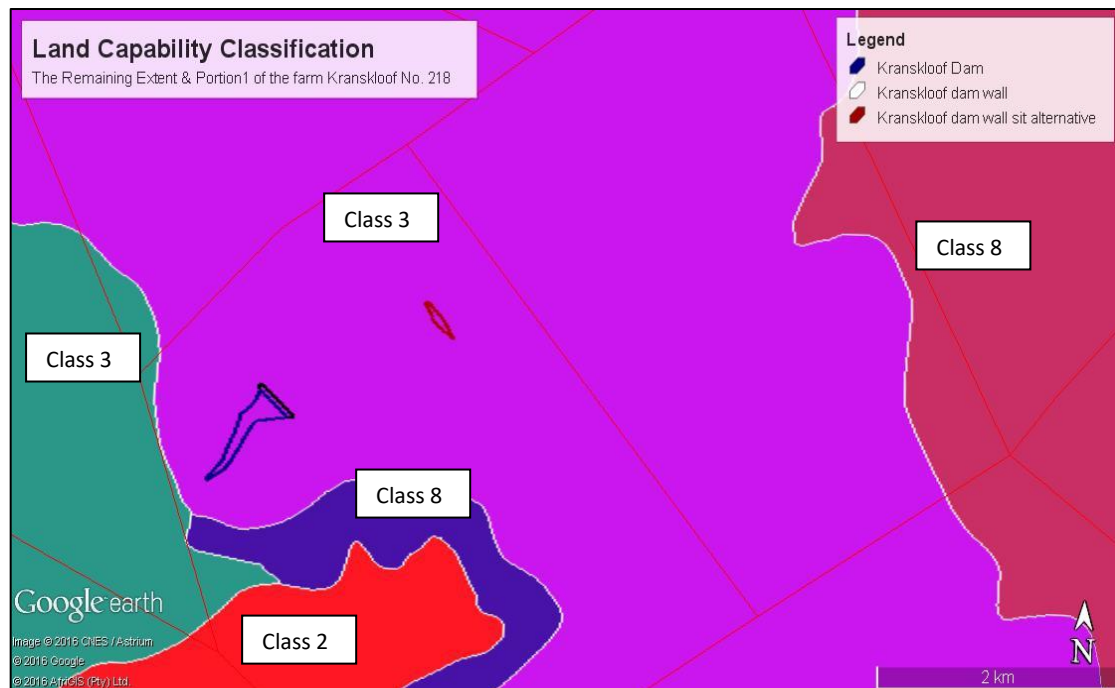 Land Capability Classification
The Remaining Extent & Portion1 of the farm Kranskloof No. 218
Legend
Kranskloof Dam
Kranskloof dam wall
Kranskloof dam wall sit alternative
Class 3
Class 8
Class 3
Class 8
Class 2
Google earth
Image © 2016 CNES / Astrium
© 2016 Google
© 2016 AfriGIS (Pty) Ltd.
N
2 km